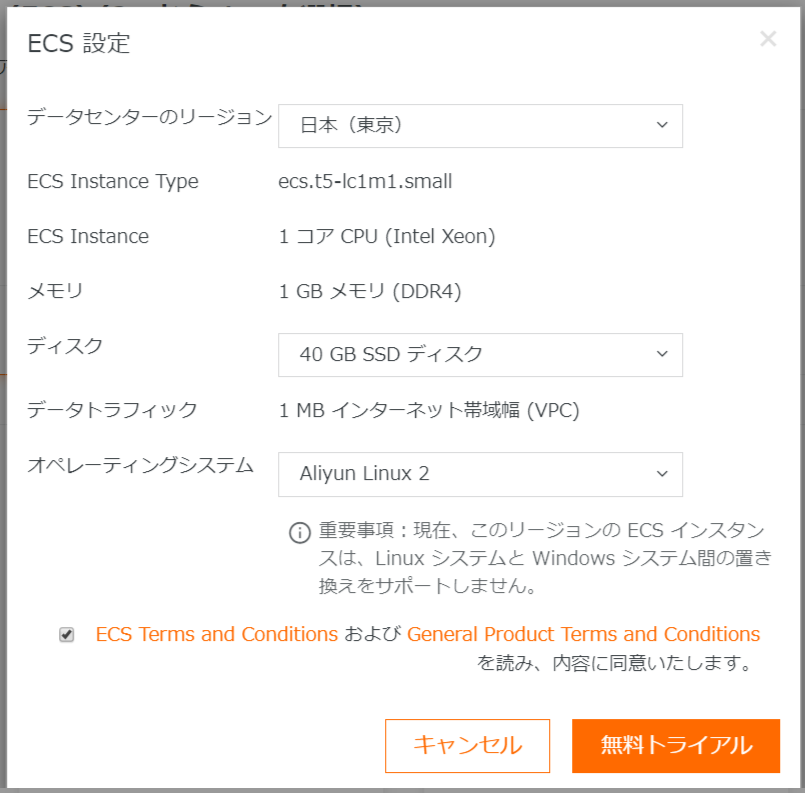 ECS 設定
データセンターのリージョン 日本（東京）
ECS Instance Type ecs.t5-lc1m1.small
ECS Instance 1 コア CPU (Intel Xeon)
メモリ 1 GB メモリ (DDR4)
ディスク 40 GB SSD ディスク
データトラフィック 1 MB インターネット帯域幅 (VPC)
オペレーティングシステム Aliyun Linux 2
重要事項：現在、このリージョンの ECS インスタン
スは、Linux システムと Windows システム間の置き
換えをサポートしません。
ECS Terms and Conditions および General Product Terms and Conditions
を読み、内容に同意いたします。
キャンセル 無料トライアル